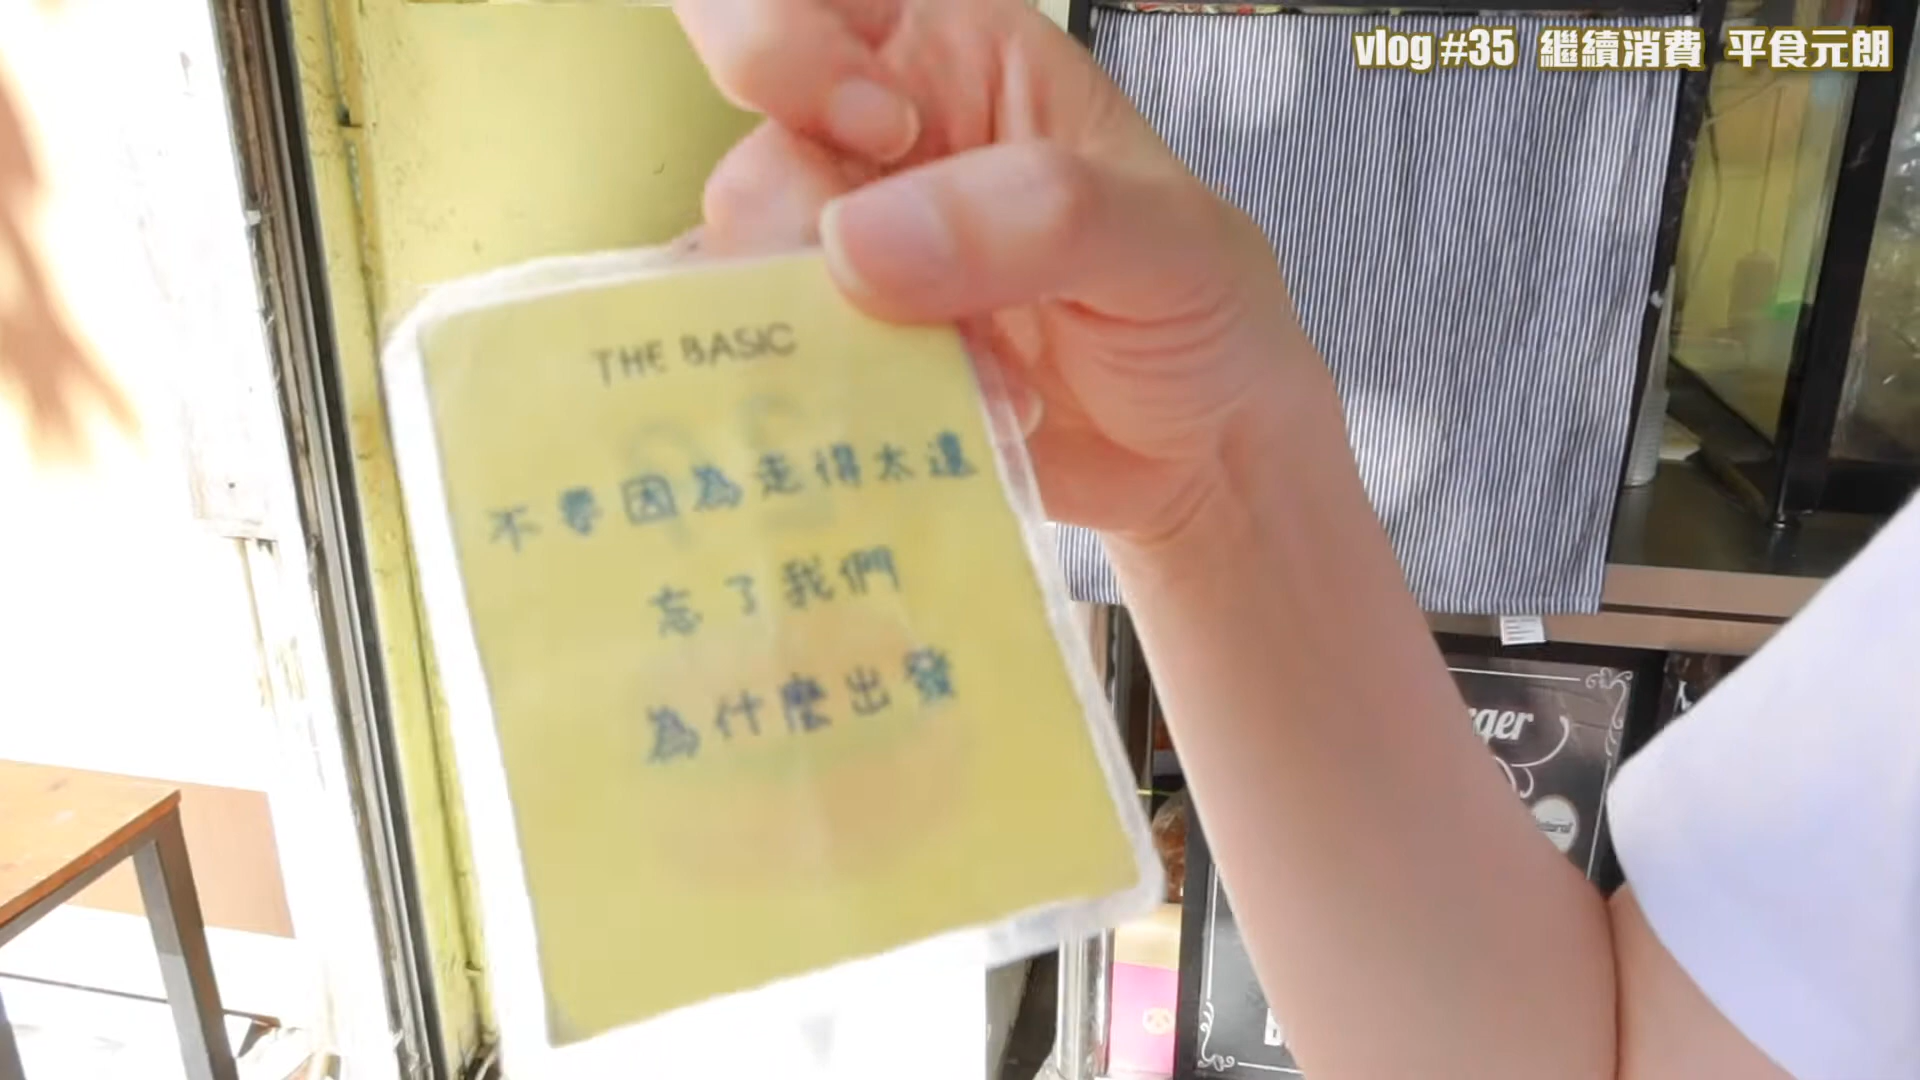 vlog #35 繼續消費 平食元朗
THE BASIC
不要因為走得太遠
忘了我們
為什麼出發
rger